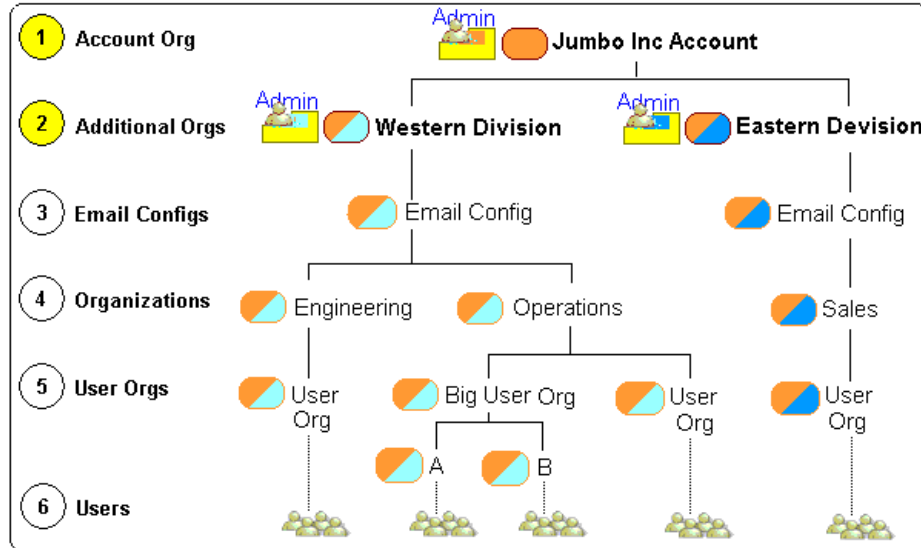 Admin
1 Account Org Jumbo Inc Account
Admin Admin
2 Additional Orgs Western Division Eastern Devision
3 Email Configs Email Config Email Config
4 Organizations Engineering Operations Sales
5 User Orgs User Org Big User Org User Org User Org
A B
6 Users